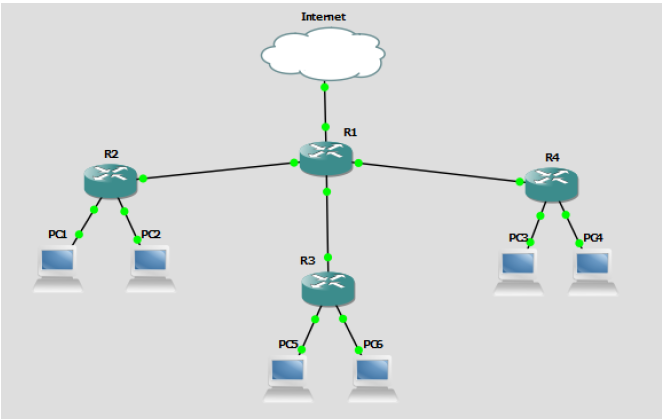 Internet
R1
R2
R4
PC1
PC2
PC3
PC4
R3
PC5
PC6